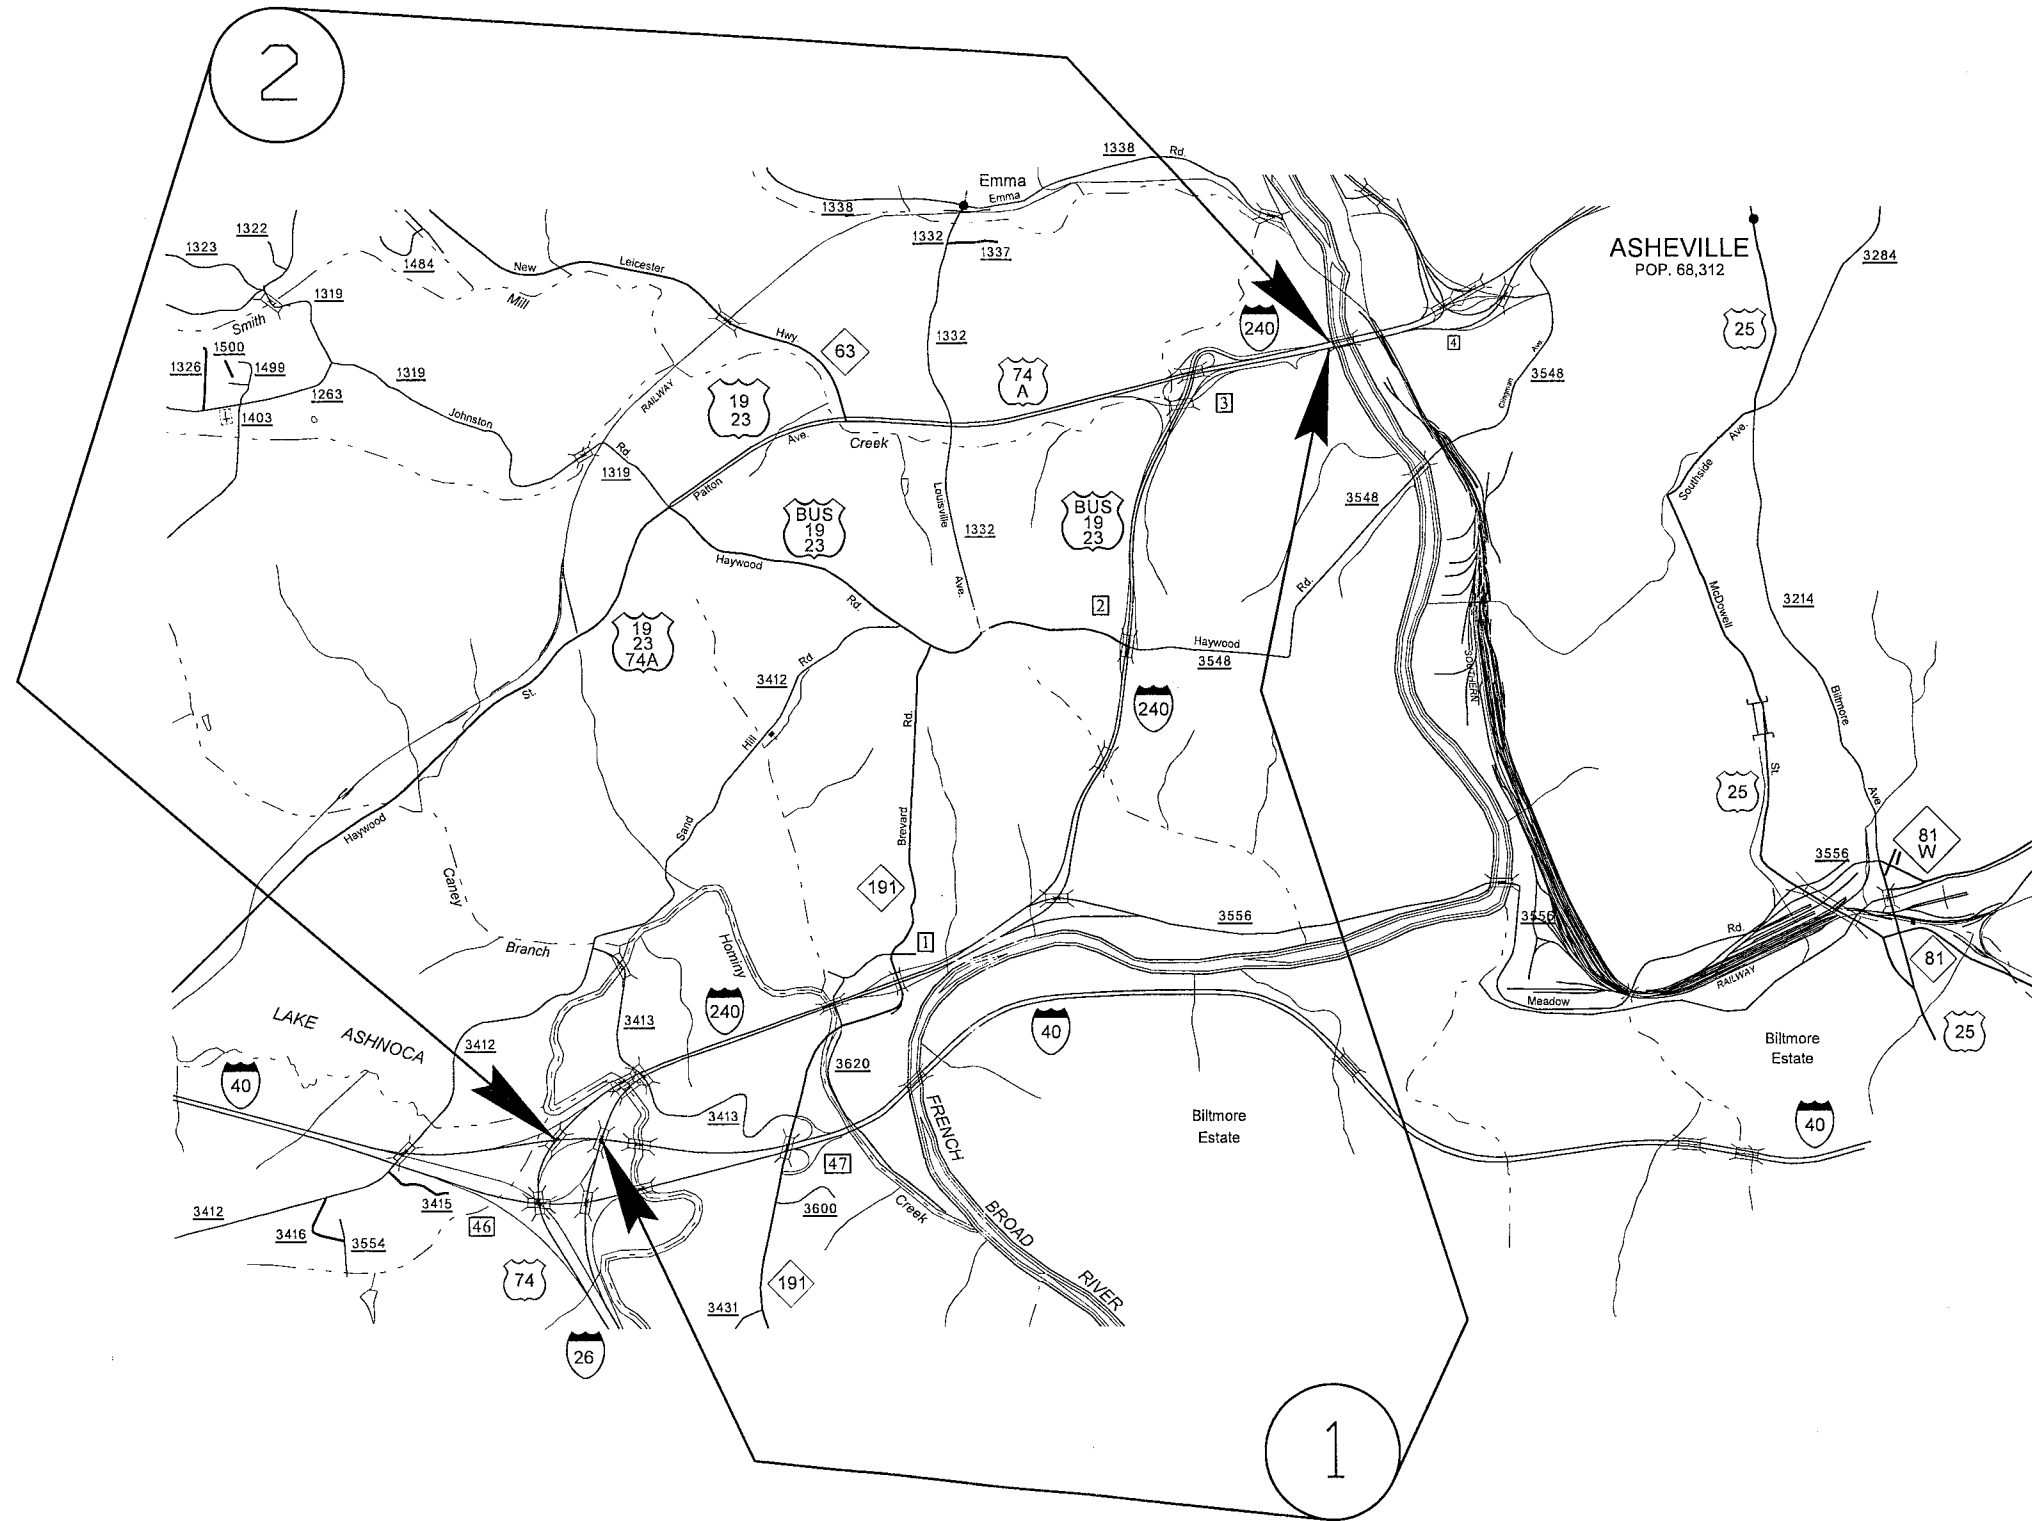 2
1338
Rd.
Emma
Emma
1338
1322
1323
1332
1337
ASHEVILLE
POP. 68,312
3284
New
Leicester
1484
1319
Mill
Smith
Hwy.
240
25
63
1332
4
1500
1326
1499
1319
1263
1403
RAILWAY
74
A
Ave.
3548
19
23
3
Clingman
Johnston
Ave.
Creek
Rd.
1319
Patton
Ave.
Southside
Louisville
3548
BUS
19
23
BUS
19
23
1332
Haywood
Rd.
Ave.
Rd.
2
McDowell
3214
19
23
74A
Haywood
3548
SOUTHERN
Rd.
3412
St.
240
Rd.
Biltmore
Hill
St.
25
Ave.
Haywood
Sand
Brevard
81
W
3556
Caney
191
3556
3556
Rd.
Branch
Hominy
1
81
RAILWAY
240
Meadow
LAKE ASHNOCA
3413
40
25
3412
3620
Biltmore
Estate
40
3413
FRENCH
Biltmore
Estate
40
47
3415
3412
46
3600
Creek
BROAD
3416
3554
74
191
RIVER
3431
26
1